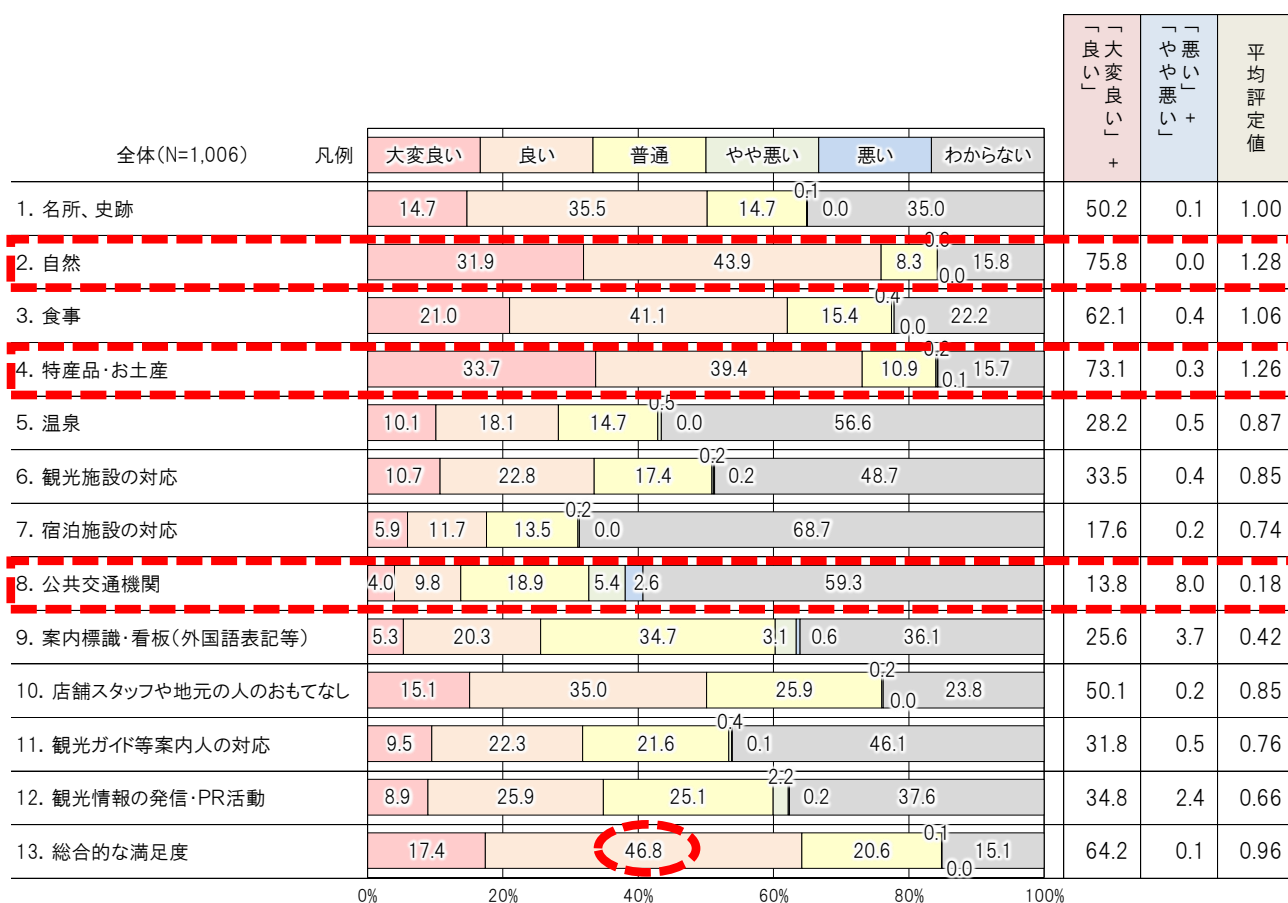 「大変良い」+「良い」
「悪い」+「やや悪い」
平均評定値
全体(N=1,006) 凡例 大変良い 良い 普通 やや悪い 悪い わからない
1. 名所、史跡 14.7 35.5 14.7 0.1 0.0 35.0 50.2 0.1 1.00
2. 自然 31.9 43.9 8.3 0.0 15.8 75.8 0.0 1.28
3. 食事 21.0 41.1 15.4 0.4 0.0 22.2 62.1 0.4 1.06
4. 特産品・お土産 33.7 39.4 10.9 0.2 0.1 15.7 73.1 0.3 1.26
5. 温泉 10.1 18.1 14.7 0.5 0.0 56.6 28.2 0.5 0.87
6. 観光施設の対応 10.7 22.8 17.4 0.2 0.2 48.7 33.5 0.4 0.85
7. 宿泊施設の対応 5.9 11.7 13.5 0.2 0.0 68.7 17.6 0.2 0.74
8. 公共交通機関 4.0 9.8 18.9 5.4 2.6 59.3 13.8 8.0 0.18
9. 案内標識・看板(外国語表記等) 5.3 20.3 34.7 3.1 0.6 36.1 25.6 3.7 0.42
10. 店舗スタッフや地元の人のおもてなし 15.1 35.0 25.9 0.2 0.0 23.8 50.1 0.2 0.85
11. 観光ガイド等案内人の対応 9.5 22.3 21.6 0.4 0.1 46.1 31.8 0.5 0.76
12. 観光情報の発信・PR活動 8.9 25.9 25.1 2.2 0.2 37.6 34.8 2.4 0.66
13. 総合的な満足度 17.4 46.8 20.6 0.1 0.0 15.1 64.2 0.1 0.96
0% 20% 40% 60% 80% 100%